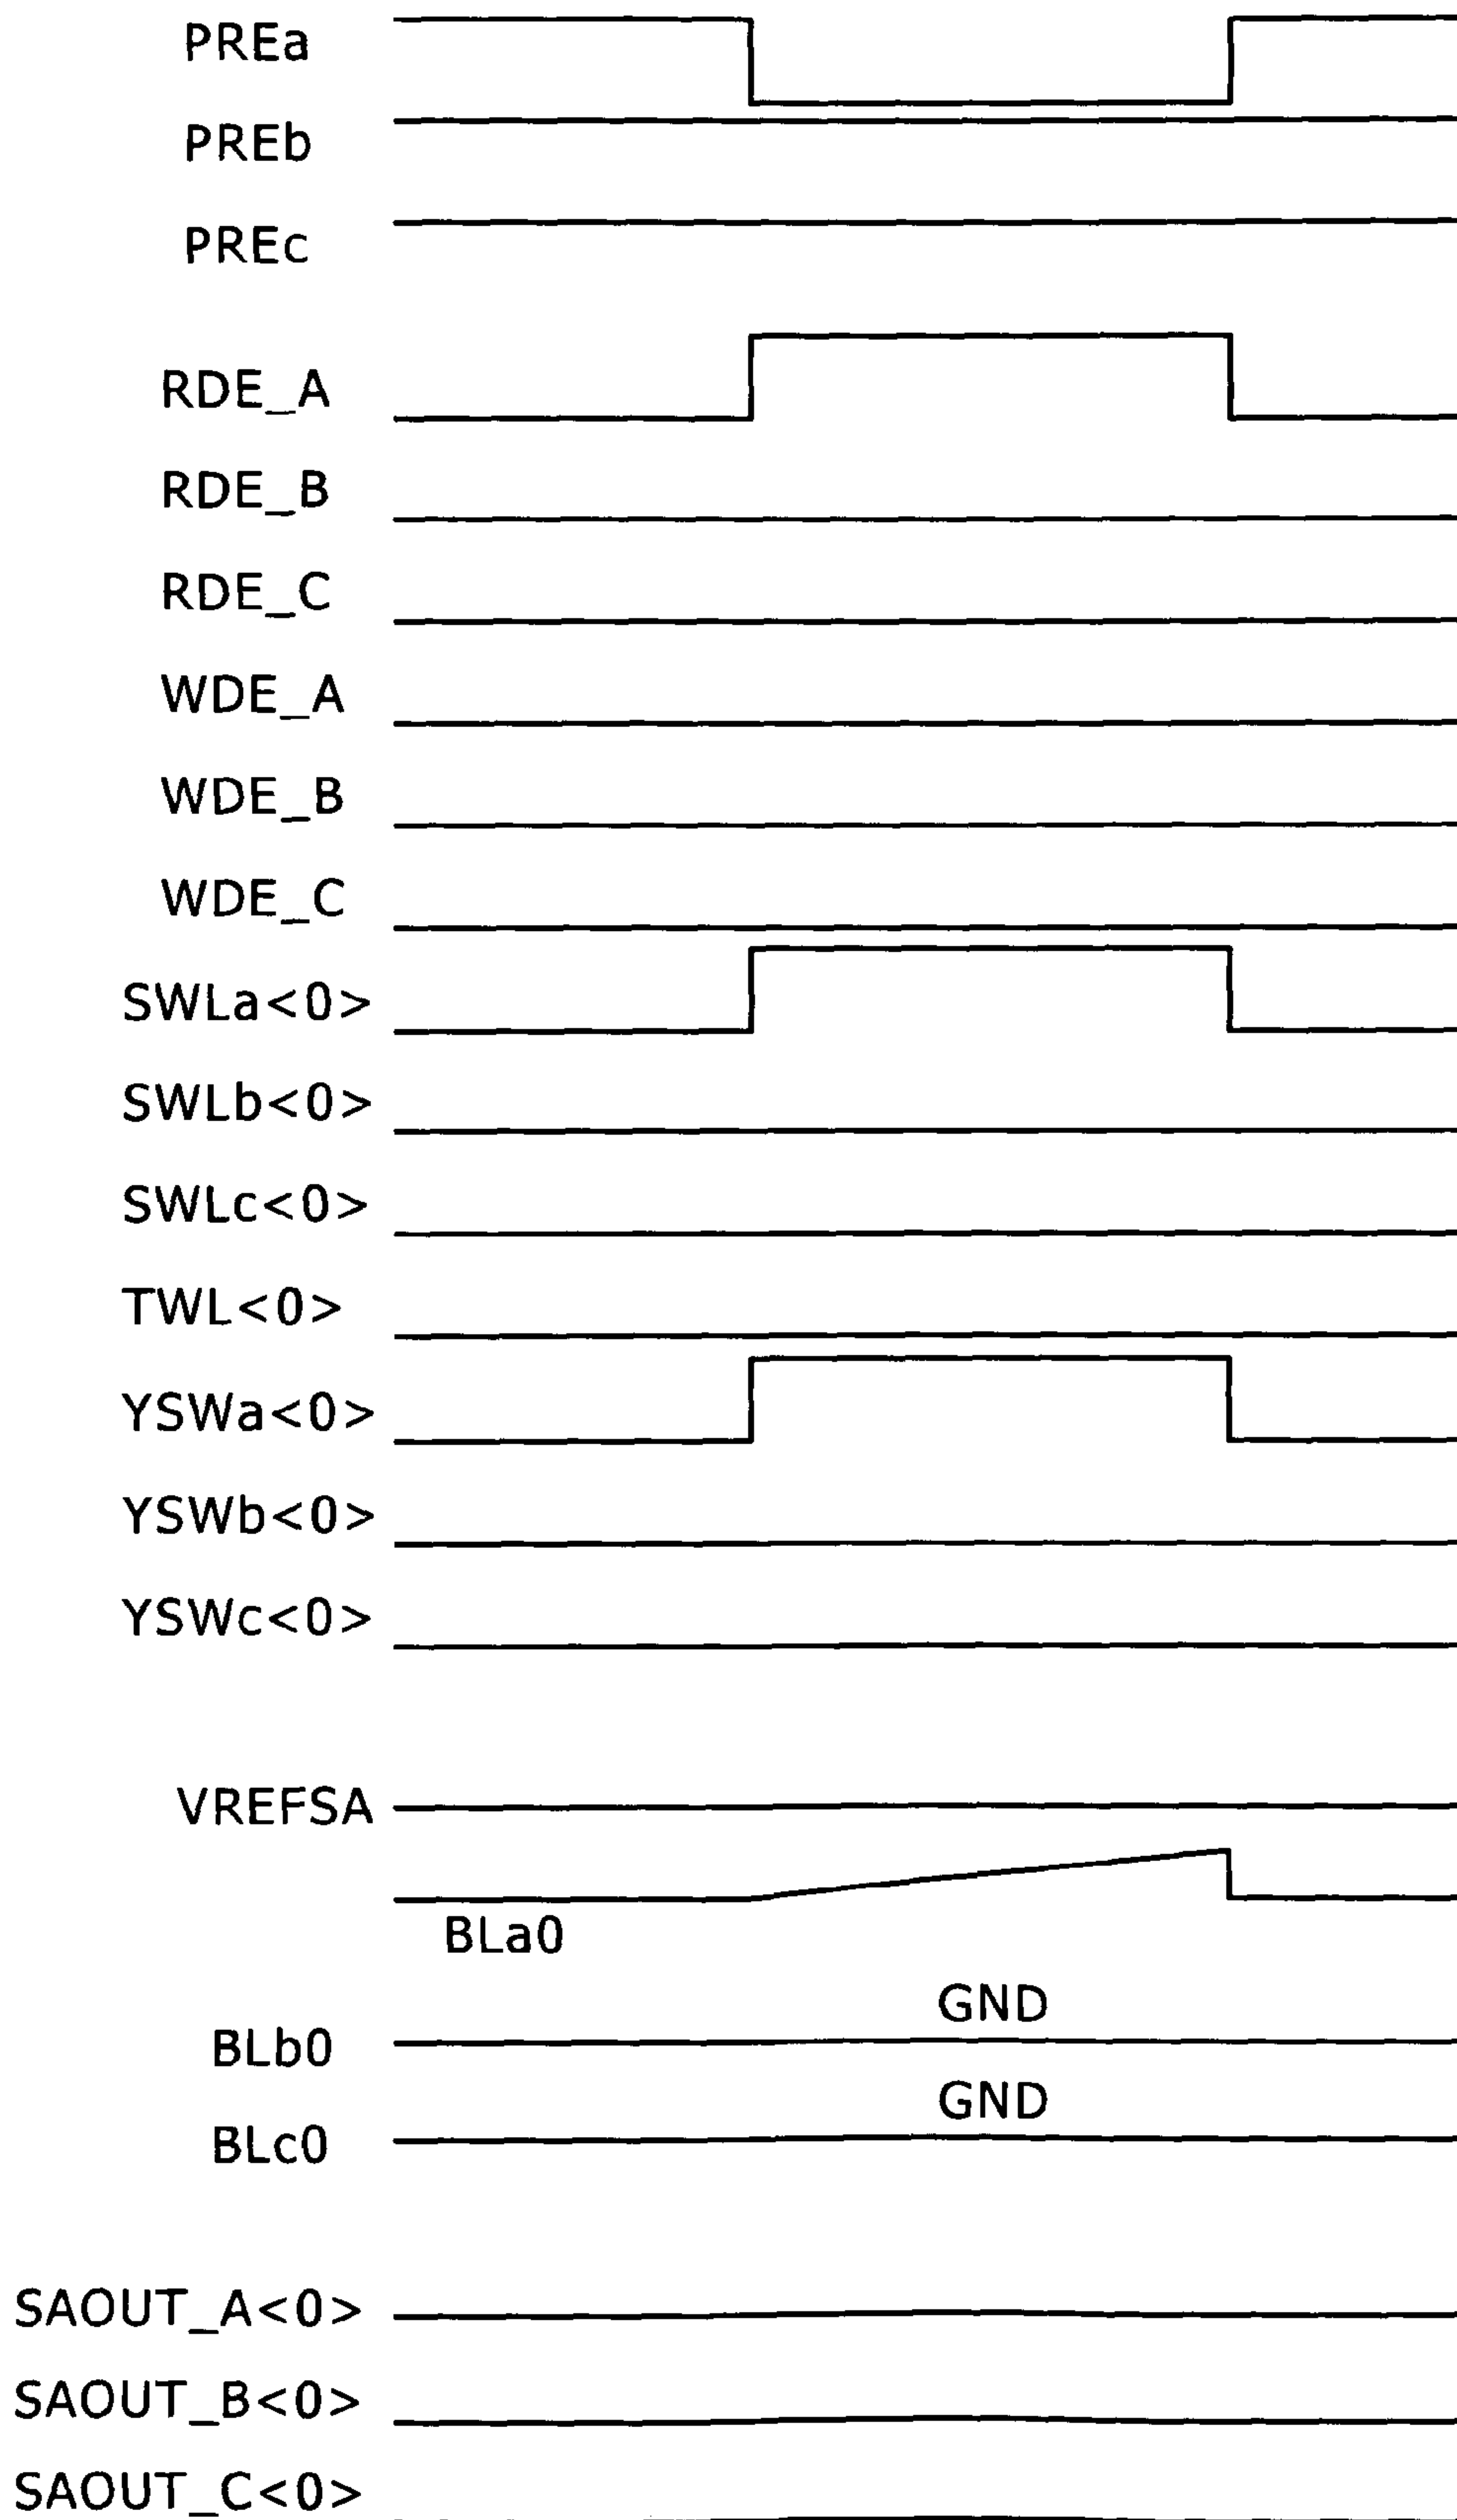 PREa
PREb
PREc
RDE_A
RDE_B
RDE_C
WDE_A
WDE_B
WDE_C
SWLa<0>
SWLb<0>
SWLc<0>
TWL<0>
YSWa<0>
YSWb<0>
YSWc<0>
VREFSA
BLa0
GND
BLb0
GND
BLc0
SAOUT_A<0>
SAOUT_B<0>
SAOUT_C<0>